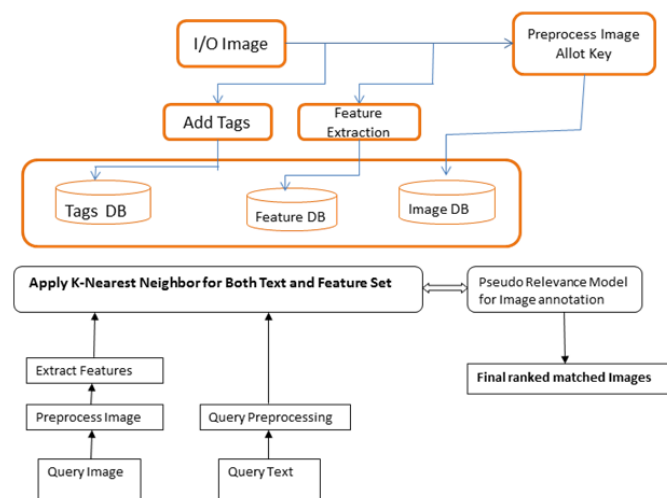 I/O Image
Preprocess Image
Allot Key
Add Tags
Feature
Extraction
Tags DB
Feature DB
Image DB
Apply K-Nearest Neighbor for Both Text and Feature Set
Pseudo Relevance Model
for Image annotation
Extract Features
Final ranked matched Images
Preprocess Image
Query Preprocessing
Query Image
Query Text